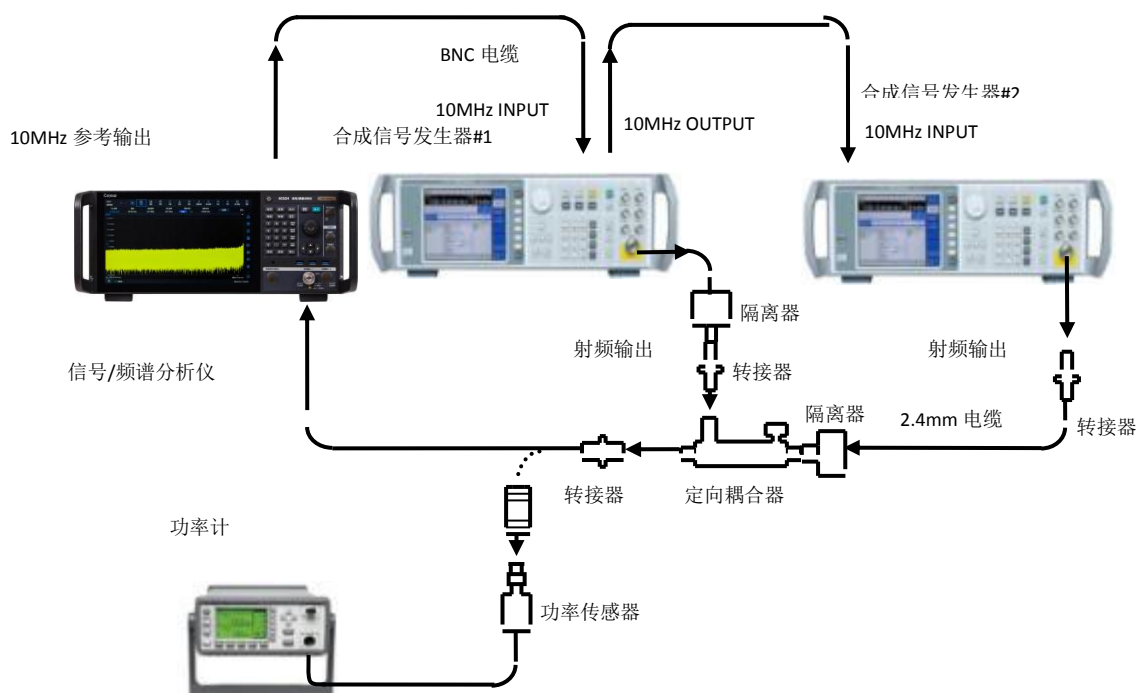 BNC 电缆
合成信号发生器#2
10MHz INPUT
10MHz OUTPUT
10MHz INPUT
10MHz 参考输出
合成信号发生器#1
隔离器
射频输出
射频输出
信号/频谱分析仪
转接器
隔离器
2.4mm 电缆
转接器
转接器
定向耦合器
功率计
功率传感器